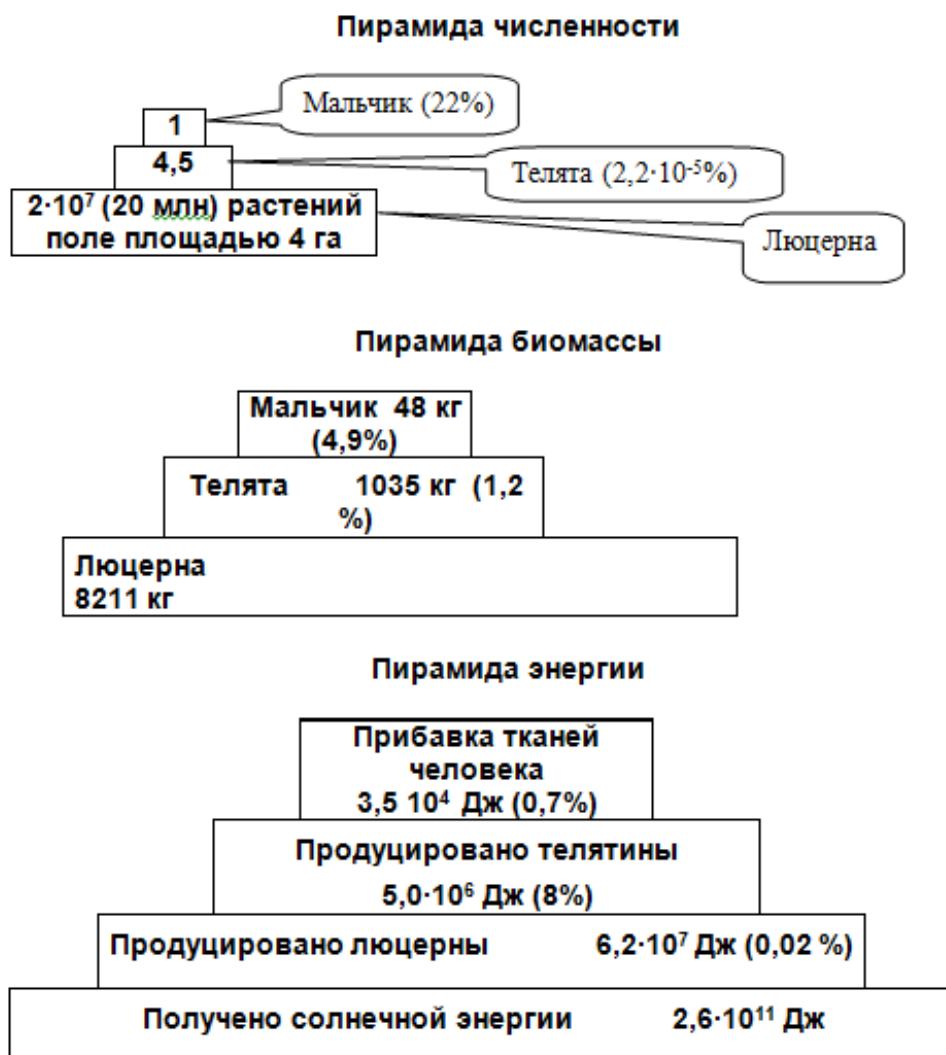 Пирамида численности
Мальчик (22%)
1
4,5
Телята (2,2·10⁻⁵%)
2·10⁷ (20 млн) растений
поле площадью 4 га
Люцерна
Пирамида биомассы
Мальчик 48 кг
(4,9%)
Телята 1035 кг (1,2
%)
Люцерна
8211 кг
Пирамида энергии
Прибавка тканей
человека
3,5 10⁴ Дж (0,7%)
Продуцировано телятины
5,0·10⁶ Дж (8%)
Продуцировано люцерны 6,2·10⁷ Дж (0,02 %)
Получено солнечной энергии 2,6·10¹¹ Дж